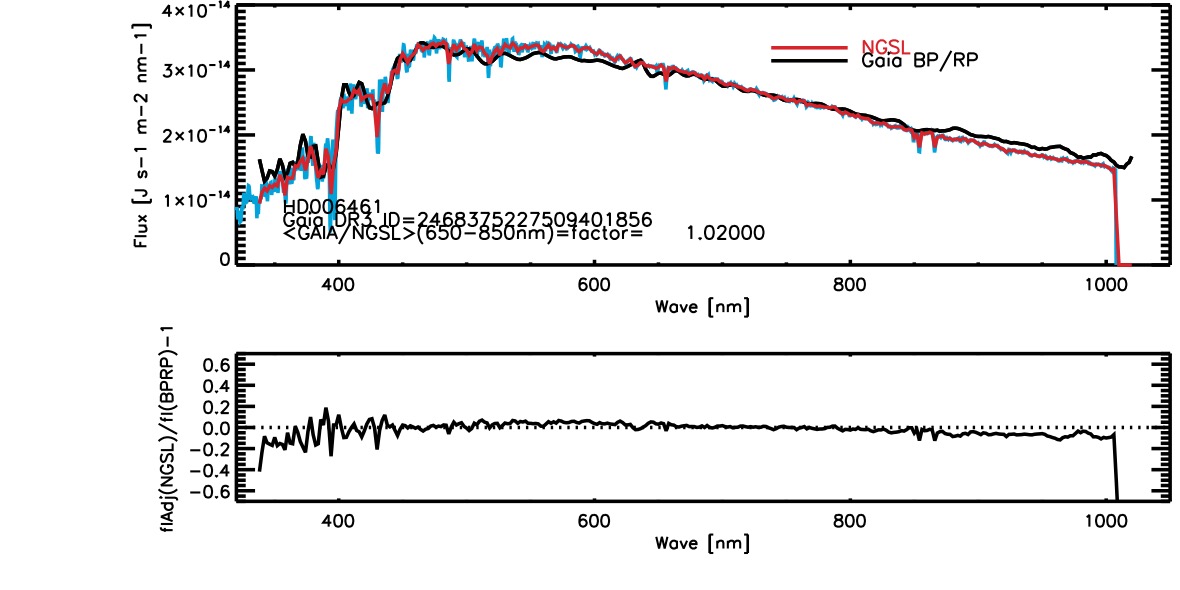 4×10−14
3×10−14
2×10−14
1×10−14
0
Flux [J s−1 m−2 nm−1]
NGSL
Gaia BP/RP
HD006461
Gaia DR3 ID=2468375227509401856
<GAIA/NGSL>(650−850nm)=factor= 1.02000
400 600 800 1000
Wave [nm]
flAdj(NGSL)/fl(BPRP)−1
0.6
0.4
0.2
0.0
−0.2
−0.4
−0.6
400 600 800 1000
Wave [nm]